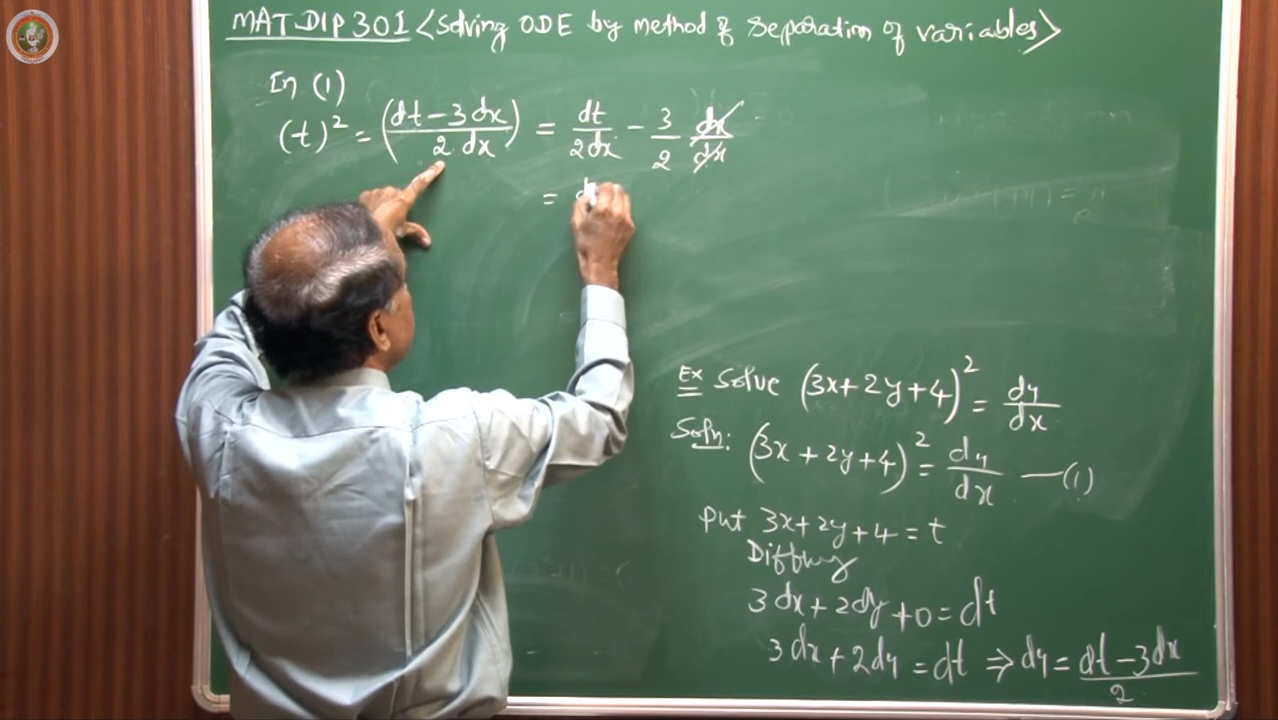 MAT DIP 301 <Solving ODE by method of Separation of variables>
In (1)
(t)² = (dt - 3 dx / 2 dx) = dt / 2dx - 3/2 dx/dx
=
Ex Solve (3x + 2y + 4)² = dy/dx
Soln: (3x + 2y + 4)² = dy/dx —(1)
Put 3x + 2y + 4 = t
3dx + 2dy + 0 = dt
3dx + 2dy = dt ⇒ dy = dt - 3dx / 2